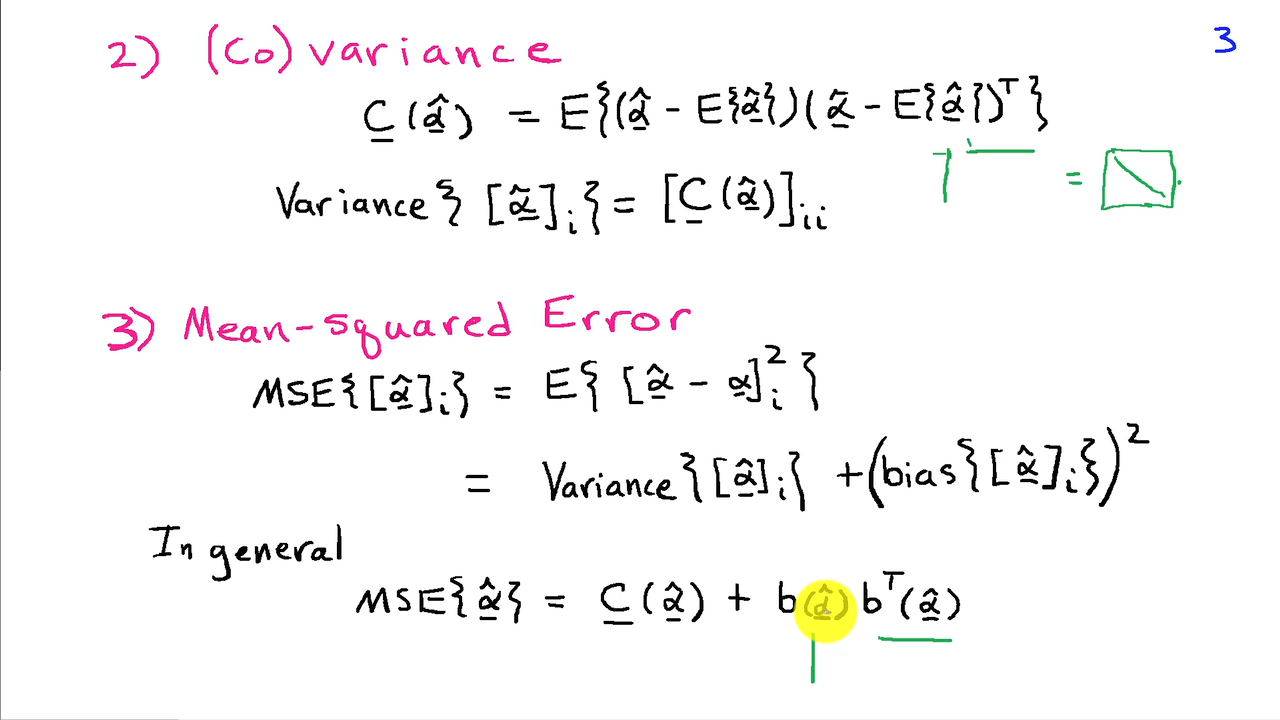 3
2) (Co)variance
C(α̂) = E{(α̂ - E{α̂})(α̂ - E{α̂})ᵀ}
Variance{[α̂]ᵢ} = [C(α̂)]ᵢᵢ
=
3) Mean-squared Error
MSE{[α̂]ᵢ} = E{[α̂ - α]ᵢ²}
= Variance{[α̂]ᵢ} + (bias{[α̂]ᵢ})²
In general
MSE{α̂} = C(α̂) + b(α̂)bᵀ(α̂)